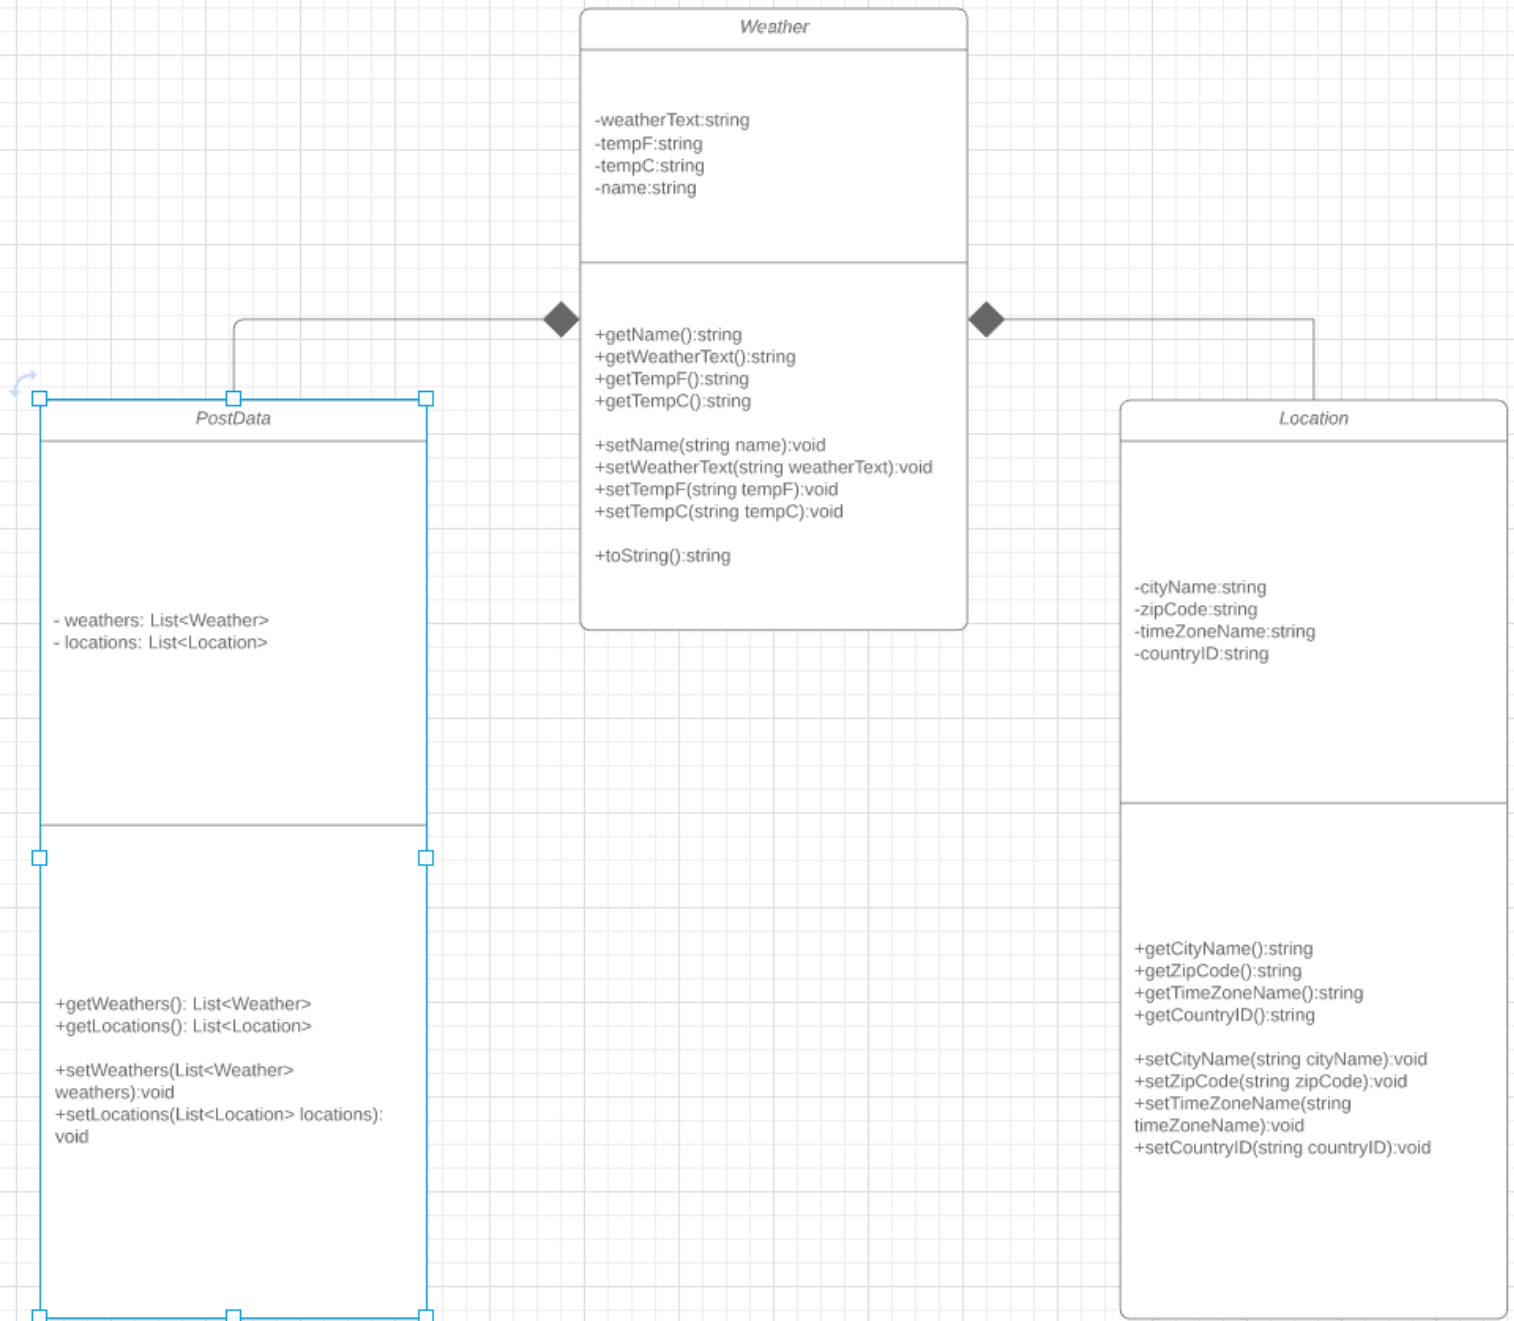 Weather
-weatherText:string
-tempF:string
-tempC:string
-name:string
+getName():string
+getWeatherText():string
+getTempF():string
+getTempC():string
+setName(string name):void
+setWeatherText(string weatherText):void
+setTempF(string tempF):void
+setTempC(string tempC):void
+toString():string
PostData
- weathers: List<Weather>
- locations: List<Location>
+getWeathers(): List<Weather>
+getLocations(): List<Location>
+setWeathers(List<Weather>
weathers):void
+setLocations(List<Location> locations):
void
Location
-cityName:string
-zipCode:string
-timeZoneName:string
-countryID:string
+getCityName():string
+getZipCode():string
+getTimeZoneName():string
+getCountryID():string
+setCityName(string cityName):void
+setZipCode(string zipCode):void
+setTimeZoneName(string
timeZoneName):void
+setCountryID(string countryID):void